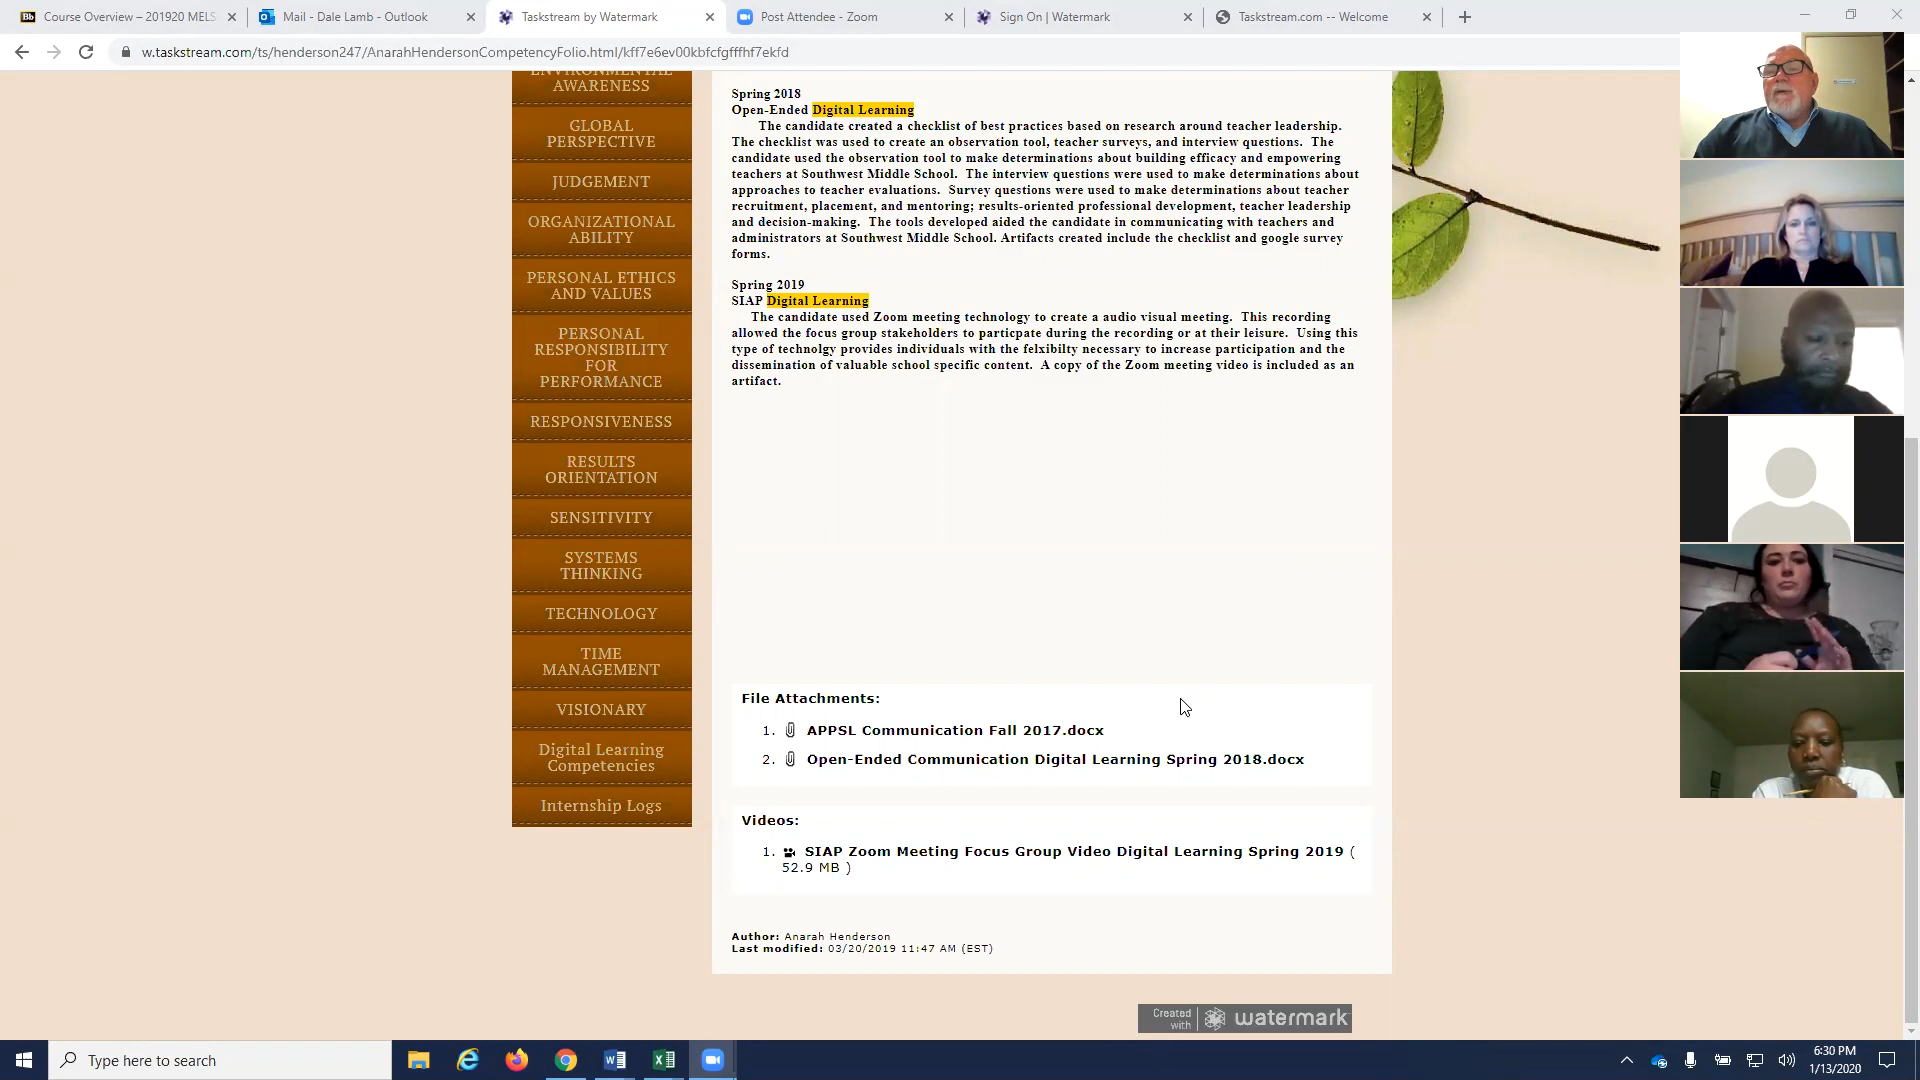 Course Overview – 201920 MELS
Mail - Dale Lamb - Outlook
Taskstream by Watermark
Post Attendee - Zoom
Sign On | Watermark
Taskstream.com -- Welcome
w.taskstream.com/ts/henderson247/AnarahHendersonCompetencyFolio.html/kff7e6ev00kbfcfgfffhf7ekfd
ENVIRONMENTAL
AWARENESS
GLOBAL
PERSPECTIVE
JUDGEMENT
ORGANIZATIONAL
ABILITY
PERSONAL ETHICS
AND VALUES
PERSONAL
RESPONSIBILITY
FOR
PERFORMANCE
RESPONSIVENESS
RESULTS
ORIENTATION
SENSITIVITY
SYSTEMS
THINKING
TECHNOLOGY
TIME
MANAGEMENT
VISIONARY
Digital Learning
Competencies
Internship Logs
Spring 2018
Open-Ended Digital Learning
The candidate created a checklist of best practices based on research around teacher leadership.
The checklist was used to create an observation tool, teacher surveys, and interview questions. The
candidate used the observation tool to make determinations about building efficacy and empowering
teachers at Southwest Middle School. The interview questions were used to make determinations about
approaches to teacher evaluations. Survey questions were used to make determinations about teacher
recruitment, placement, and mentoring; results-oriented professional development, teacher leadership
and decision-making. The tools developed aided the candidate in communicating with teachers and
administrators at Southwest Middle School. Artifacts created include the checklist and google survey
forms.
Spring 2019
SIAP Digital Learning
The candidate used Zoom meeting technology to create a audio visual meeting. This recording
allowed the focus group stakeholders to particpate during the recording or at their leisure. Using this
type of technolgy provides individuals with the felxibilty necessary to increase participation and the
dissemination of valuable school specific content. A copy of the Zoom meeting video is included as an
artifact.
File Attachments:
1. APPSL Communication Fall 2017.docx
2. Open-Ended Communication Digital Learning Spring 2018.docx
Videos:
1. SIAP Zoom Meeting Focus Group Video Digital Learning Spring 2019 (
52.9 MB )
Author: Anarah Henderson
Last modified: 03/20/2019 11:47 AM (EST)
Created
with
watermark
Type here to search
6:30 PM
1/13/2020